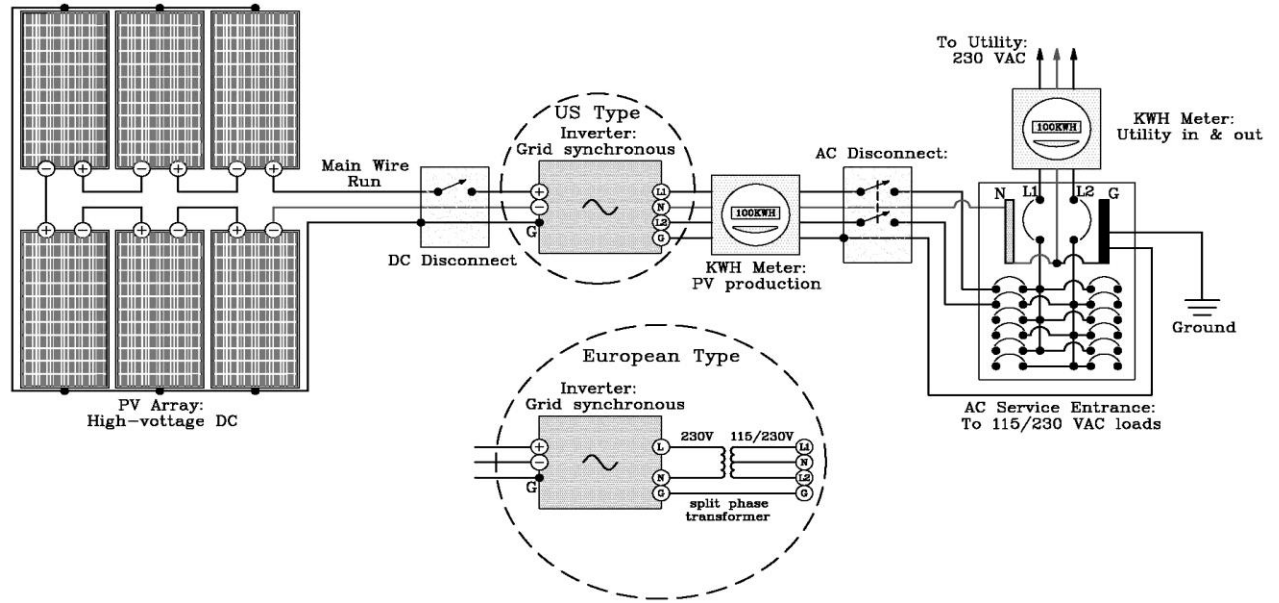 To Utility:
230 VAC
100KWH
KWH Meter:
Utility in & out
US Type
Inverter:
Grid synchronous
Main Wire
Run
AC Disconnect:
− + − + − +
+ − + − + −
+
−
G
L1
N
L2
G
100KWH
DC Disconnect
KWH Meter:
PV production
N L1 L2 G
Ground
PV Array:
High-vottage DC
AC Service Entrance:
To 115/230 VAC loads
European Type
Inverter:
Grid synchronous
+
−
G
L
N
G
230V 115/230V
L1
N
L2
G
split phase
transformer